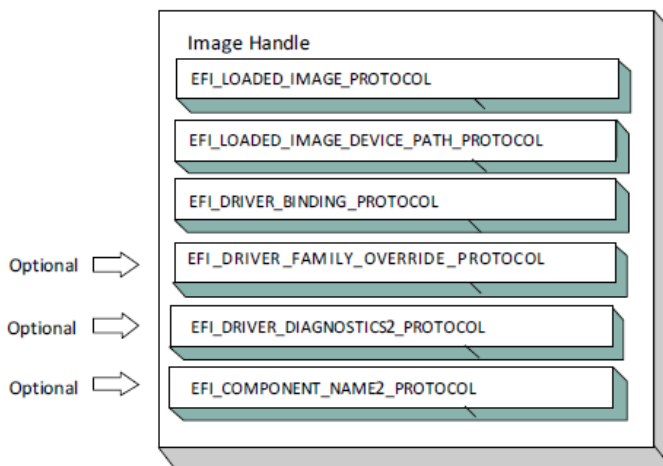 Image Handle
EFI_LOADED_IMAGE_PROTOCOL
EFI_LOADED_IMAGE_DEVICE_PATH_PROTOCOL
EFI_DRIVER_BINDING_PROTOCOL
Optional EFI_DRIVER_FAMILY_OVERRIDE_PROTOCOL
Optional EFI_DRIVER_DIAGNOSTICS2_PROTOCOL
Optional EFI_COMPONENT_NAME2_PROTOCOL